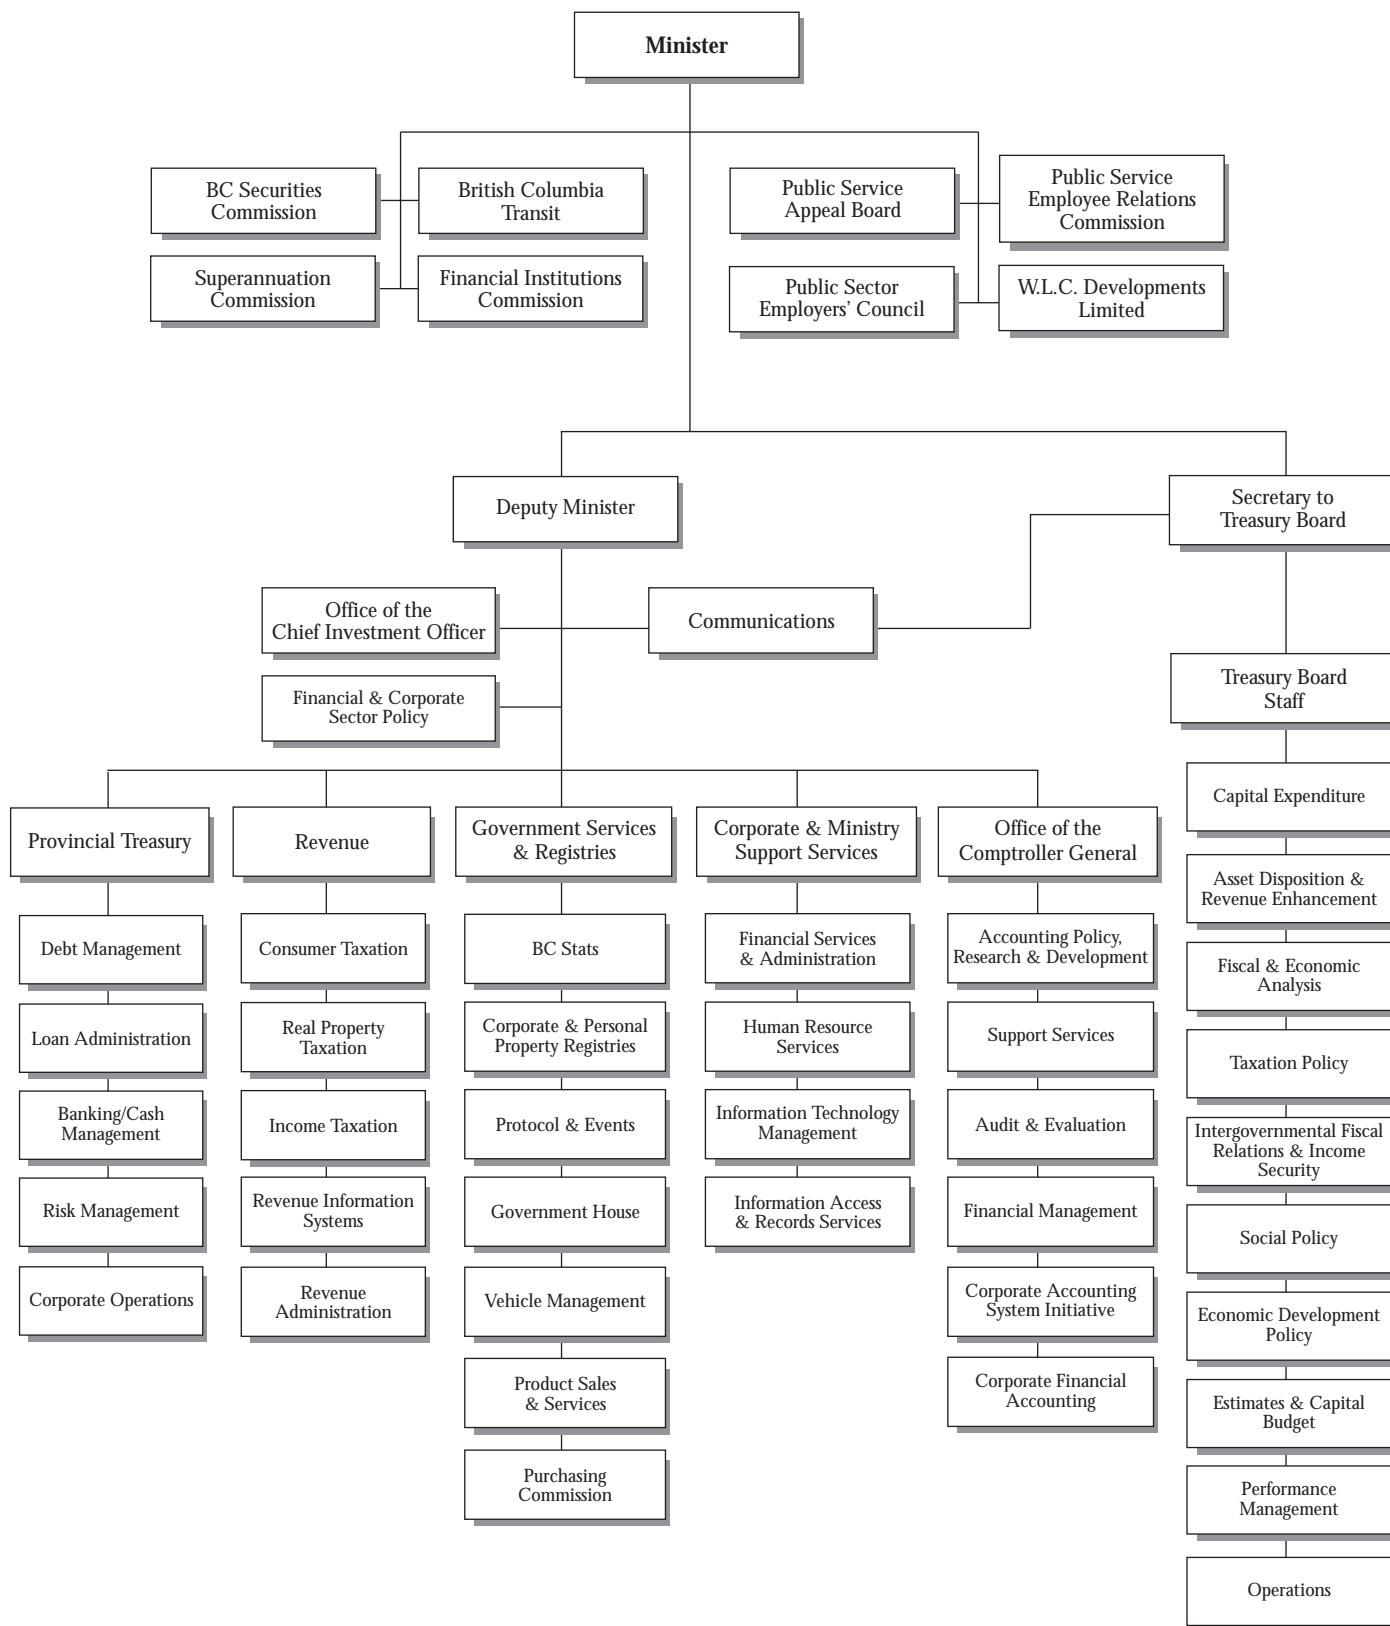 Minister
BC Securities
Commission
British Columbia
Transit
Public Service
Appeal Board
Public Service
Employee Relations
Commission
Superannuation
Commission
Financial Institutions
Commission
Public Sector
Employers' Council
W.L.C. Developments
Limited
Deputy Minister
Secretary to
Treasury Board
Office of the
Chief Investment Officer
Communications
Financial & Corporate
Sector Policy
Treasury Board
Staff
Provincial Treasury
Debt Management
Loan Administration
Banking/Cash
Management
Risk Management
Corporate Operations
Revenue
Consumer Taxation
Real Property
Taxation
Income Taxation
Revenue Information
Systems
Revenue
Administration
Government Services
& Registries
BC Stats
Corporate & Personal
Property Registries
Protocol & Events
Government House
Vehicle Management
Product Sales
& Services
Purchasing
Commission
Corporate & Ministry
Support Services
Financial Services
& Administration
Human Resource
Services
Information Technology
Management
Information Access
& Records Services
Office of the
Comptroller General
Accounting Policy,
Research & Development
Support Services
Audit & Evaluation
Financial Management
Corporate Accounting
System Initiative
Corporate Financial
Accounting
Capital Expenditure
Asset Disposition &
Revenue Enhancement
Fiscal & Economic
Analysis
Taxation Policy
Intergovernmental Fiscal
Relations & Income
Security
Social Policy
Economic Development
Policy
Estimates & Capital
Budget
Performance
Management
Operations